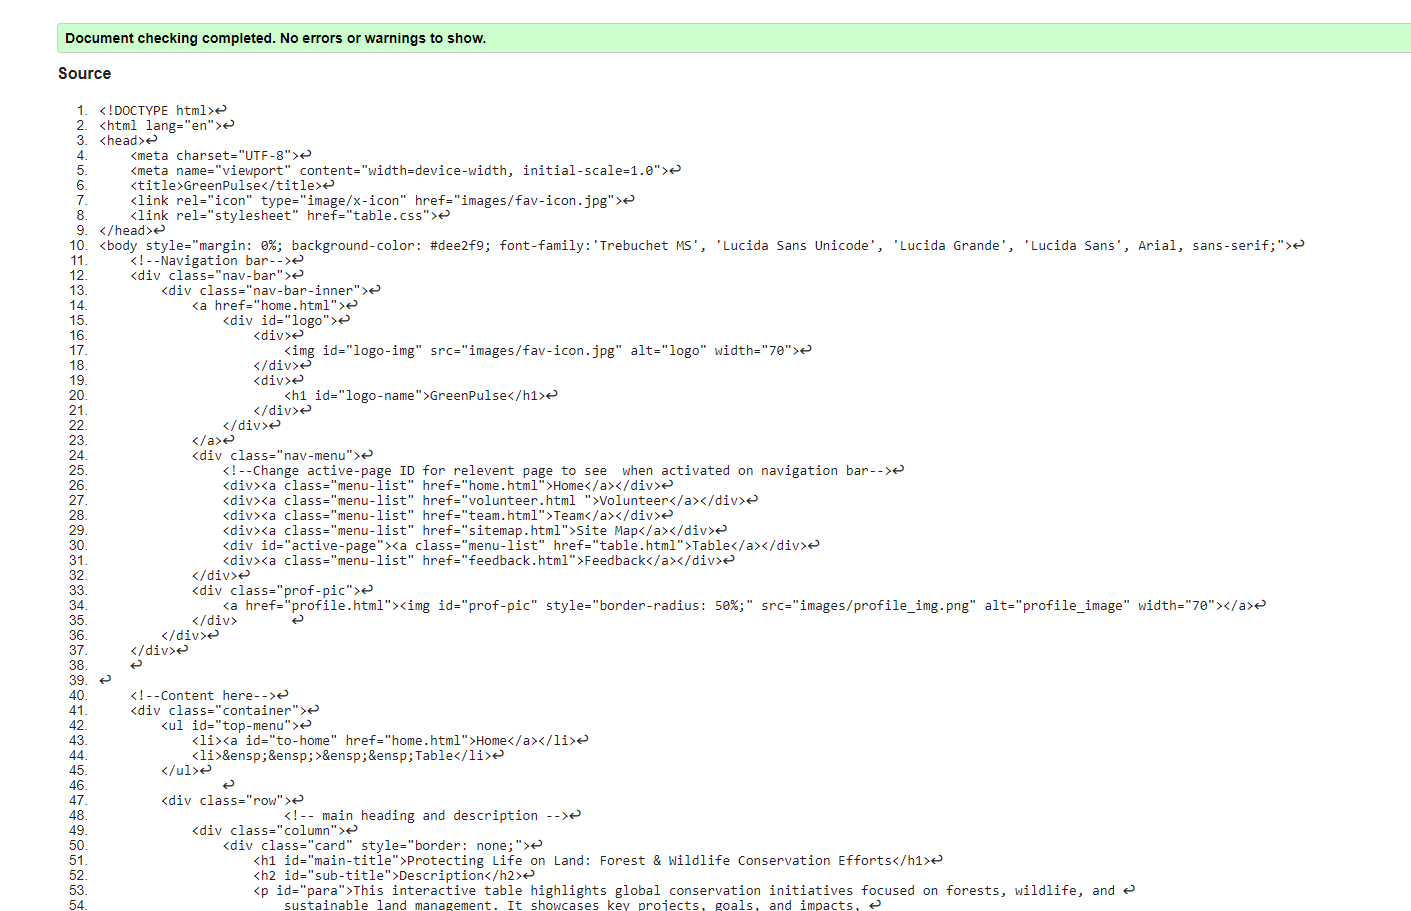 Document checking completed. No errors or warnings to show.
Source
1. <!DOCTYPE html>↩
2. <html lang="en">↩
3. <head>↩
4.     <meta charset="UTF-8">↩
5.     <meta name="viewport" content="width=device-width, initial-scale=1.0">↩
6.     <title>GreenPulse</title>↩
7.     <link rel="icon" type="image/x-icon" href="images/fav-icon.jpg">↩
8.     <link rel="stylesheet" href="table.css">↩
9. </head>↩
10. <body style="margin: 0%; background-color: #dee2f9; font-family:'Trebuchet MS', 'Lucida Sans Unicode', 'Lucida Grande', 'Lucida Sans', Arial, sans-serif;">↩
11.     <!--Navigation bar-->↩
12.     <div class="nav-bar">↩
13.         <div class="nav-bar-inner">↩
14.             <a href="home.html">↩
15.                 <div id="logo">↩
16.                     <div>↩
17.                         <img id="logo-img" src="images/fav-icon.jpg" alt="logo" width="70">↩
18.                     </div>↩
19.                     <div>↩
20.                         <h1 id="logo-name">GreenPulse</h1>↩
21.                     </div>↩
22.                 </div>↩
23.             </a>↩
24.             <div class="nav-menu">↩
25.                 <!--Change active-page ID for relevent page to see  when activated on navigation bar-->↩
26.                 <div><a class="menu-list" href="home.html">Home</a></div>↩
27.                 <div><a class="menu-list" href="volunteer.html ">Volunteer</a></div>↩
28.                 <div><a class="menu-list" href="team.html">Team</a></div>↩
29.                 <div><a class="menu-list" href="sitemap.html">Site Map</a></div>↩
30.                 <div id="active-page"><a class="menu-list" href="table.html">Table</a></div>↩
31.                 <div><a class="menu-list" href="feedback.html">Feedback</a></div>↩
32.             </div>↩
33.             <div class="prof-pic">↩
34.                 <a href="profile.html"><img id="prof-pic" style="border-radius: 50%;" src="images/profile_img.png" alt="profile_image" width="70"></a>↩
35.             </div>       ↩
36.         </div>↩
37.     </div>↩
38.     ↩
39. ↩
40.     <!--Content here-->↩
41.     <div class="container">↩
42.         <ul id="top-menu">↩
43.             <li><a id="to-home" href="home.html">Home</a></li>↩
44.             <li>&ensp;&ensp;>&ensp;&ensp;Table</li>↩
45.         </ul>↩
46.                 ↩
47.         <div class="row">↩
48.                         <!-- main heading and description -->↩
49.             <div class="column">↩
50.                 <div class="card" style="border: none;">↩
51.                     <h1 id="main-title">Protecting Life on Land: Forest & Wildlife Conservation Efforts</h1>↩
52.                     <h2 id="sub-title">Description</h2>↩
53.                     <p id="para">This interactive table highlights global conservation initiatives focused on forests, wildlife, and ↩
54.                         sustainable land management. It showcases key projects, goals, and impacts, ↩